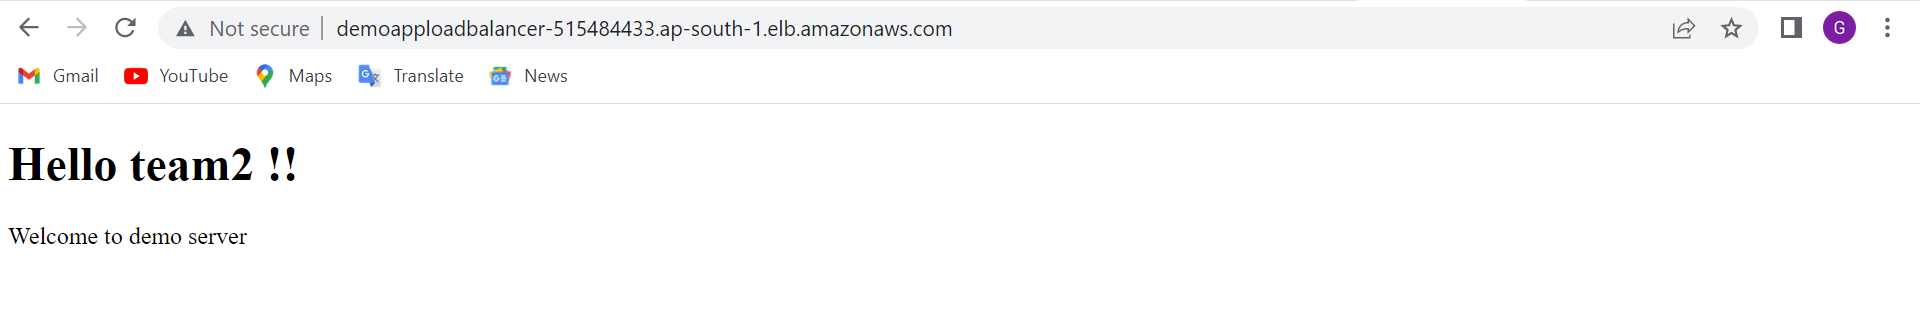 Not secure | demoapploadbalancer-515484433.ap-south-1.elb.amazonaws.com G
Gmail YouTube Maps Translate News
Hello team2 !!
Welcome to demo server